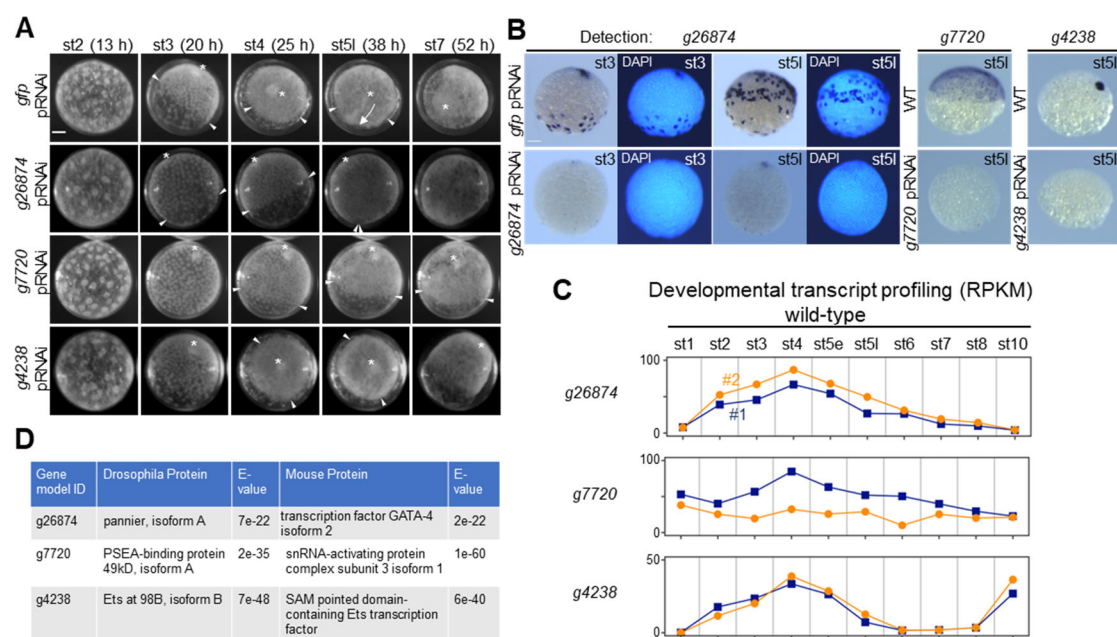 A
st2 (13 h) st3 (20 h) st4 (25 h) st5l (38 h) st7 (52 h)
gfp
pRNAi
g26874
pRNAi
g7720
pRNAi
g4238
pRNAi
B
Detection: g26874 g7720 g4238
gfp pRNAi
st3
DAPI st3
st5l
DAPI st5l
WT
st5l
WT
st5l
g26874 pRNAi
st3
DAPI st3
st5l
DAPI st5l
g7720 pRNAi
st5l
g4238 pRNAi
st5l
C
Developmental transcript profiling (RPKM)
wild-type
st1 st2 st3 st4 st5e st5l st6 st7 st8 st10
g26874
100
0
#2
#1
g7720
100
0
g4238
50
0
D
Gene
model ID
Drosophila Protein
E-
value
Mouse Protein
E-
value
g26874
pannier, isoform A
7e-22
transcription factor GATA-4
isoform 2
2e-22
g7720
PSEA-binding protein
49kD, isoform A
2e-35
snRNA-activating protein
complex subunit 3 isoform 1
1e-60
g4238
Ets at 98B, isoform B
7e-48
SAM pointed domain-
containing Ets transcription
factor
6e-40